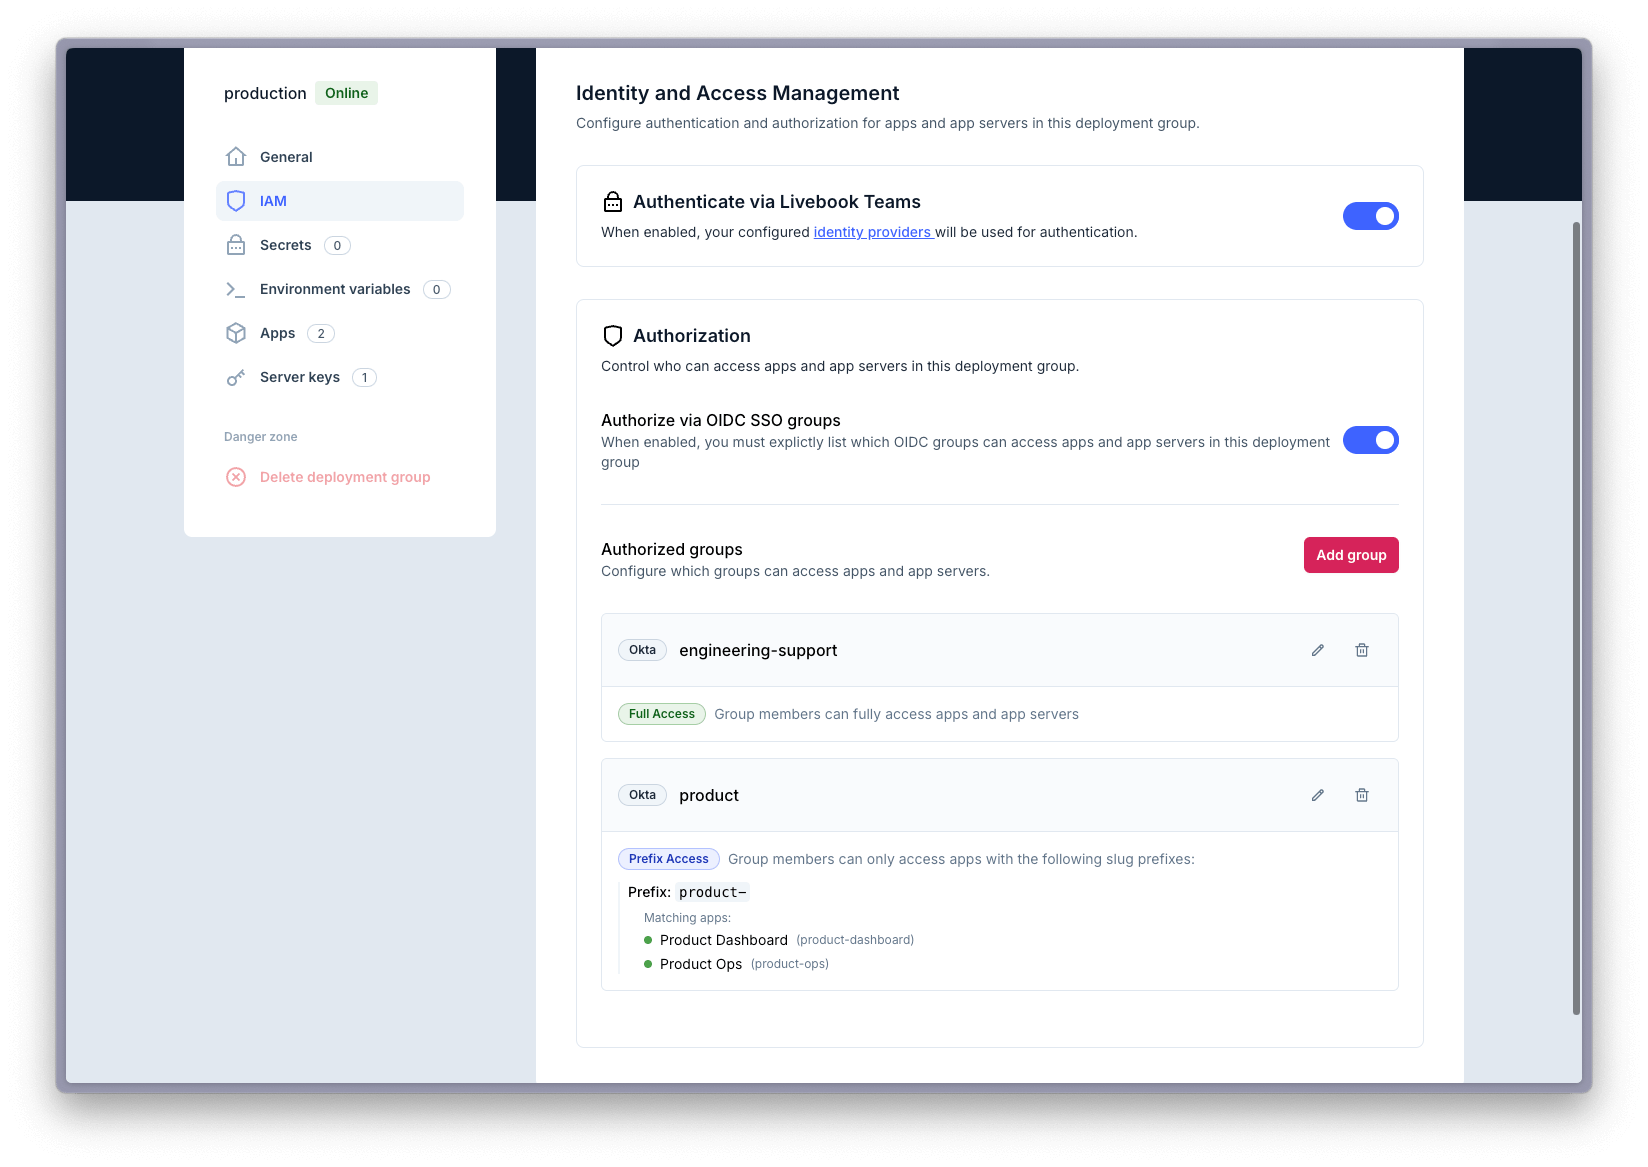 production Online
General
IAM
Secrets 0
Environment variables 0
Apps 2
Server keys 1
Danger zone
Delete deployment group
Identity and Access Management
Configure authentication and authorization for apps and app servers in this deployment group.
Authenticate via Livebook Teams
When enabled, your configured identity providers will be used for authentication.
Authorization
Control who can access apps and app servers in this deployment group.
Authorize via OIDC SSO groups
When enabled, you must explictly list which OIDC groups can access apps and app servers in this deployment
group
Authorized groups
Configure which groups can access apps and app servers.
Add group
Okta engineering-support
Full Access Group members can fully access apps and app servers
Okta product
Prefix Access Group members can only access apps with the following slug prefixes:
Prefix: product-
Matching apps:
Product Dashboard (product-dashboard)
Product Ops (product-ops)